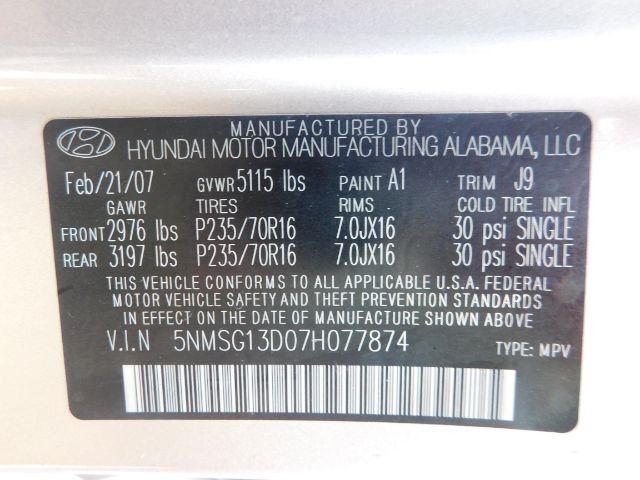 MANUFACTURED BY
HYUNDAI MOTOR MANUFACTURING ALABAMA, LLC
Feb/21/07 GVWR 5115 lbs PAINT A1 TRIM J9
GAWR TIRES RIMS COLD TIRE INFL
FRONT 2976 lbs P235/70R16 7.0JX16 30 psi SINGLE
REAR 3197 lbs P235/70R16 7.0JX16 30 psi SINGLE
THIS VEHICLE CONFORMS TO ALL APPLICABLE U.S.A. FEDERAL
MOTOR VEHICLE SAFETY AND THEFT PREVENTION STANDARDS
IN EFFECT ON THE DATE OF MANUFACTURE SHOWN ABOVE.
V.I.N 5NMSG13D07H077874 TYPE: MPV